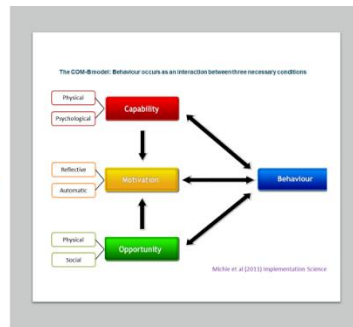 The COM-B model: Behaviour occurs as an interaction between three necessary conditions
Physical
Psychological
Capability
Reflective
Automatic
Motivation
Behaviour
Physical
Social
Opportunity
Michie et al (2011) Implementation Science